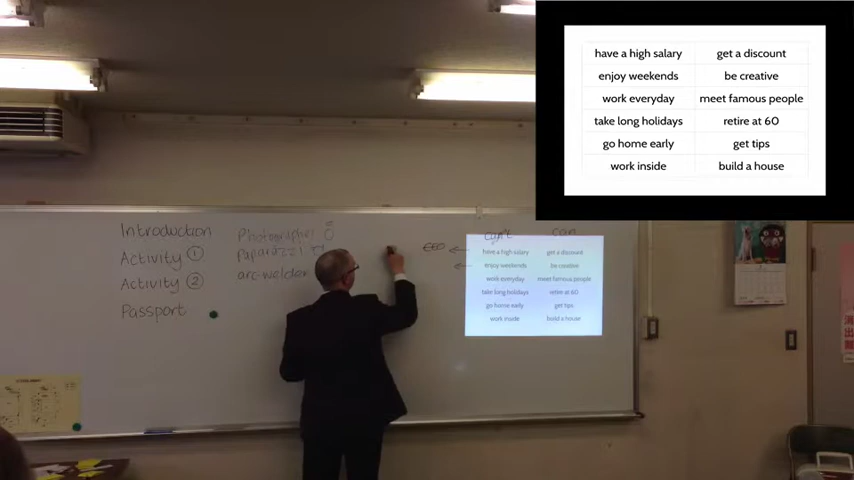 have a high salary get a discount
enjoy weekends be creative
work everyday meet famous people
take long holidays retire at 60
go home early get tips
work inside build a house
Introduction
Activity ①
Activity ②
Passport
Paparazzi
arc-welder
can't can
have a high salary get a discount
enjoy weekends be creative
work everyday meet famous people
take long holidays retire at 60
go home early get tips
work inside build a house